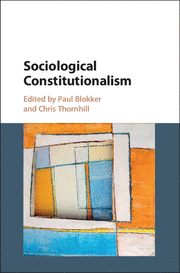 Sociological
Constitutionalism
Edited by Paul Blokker
and Chris Thornhill